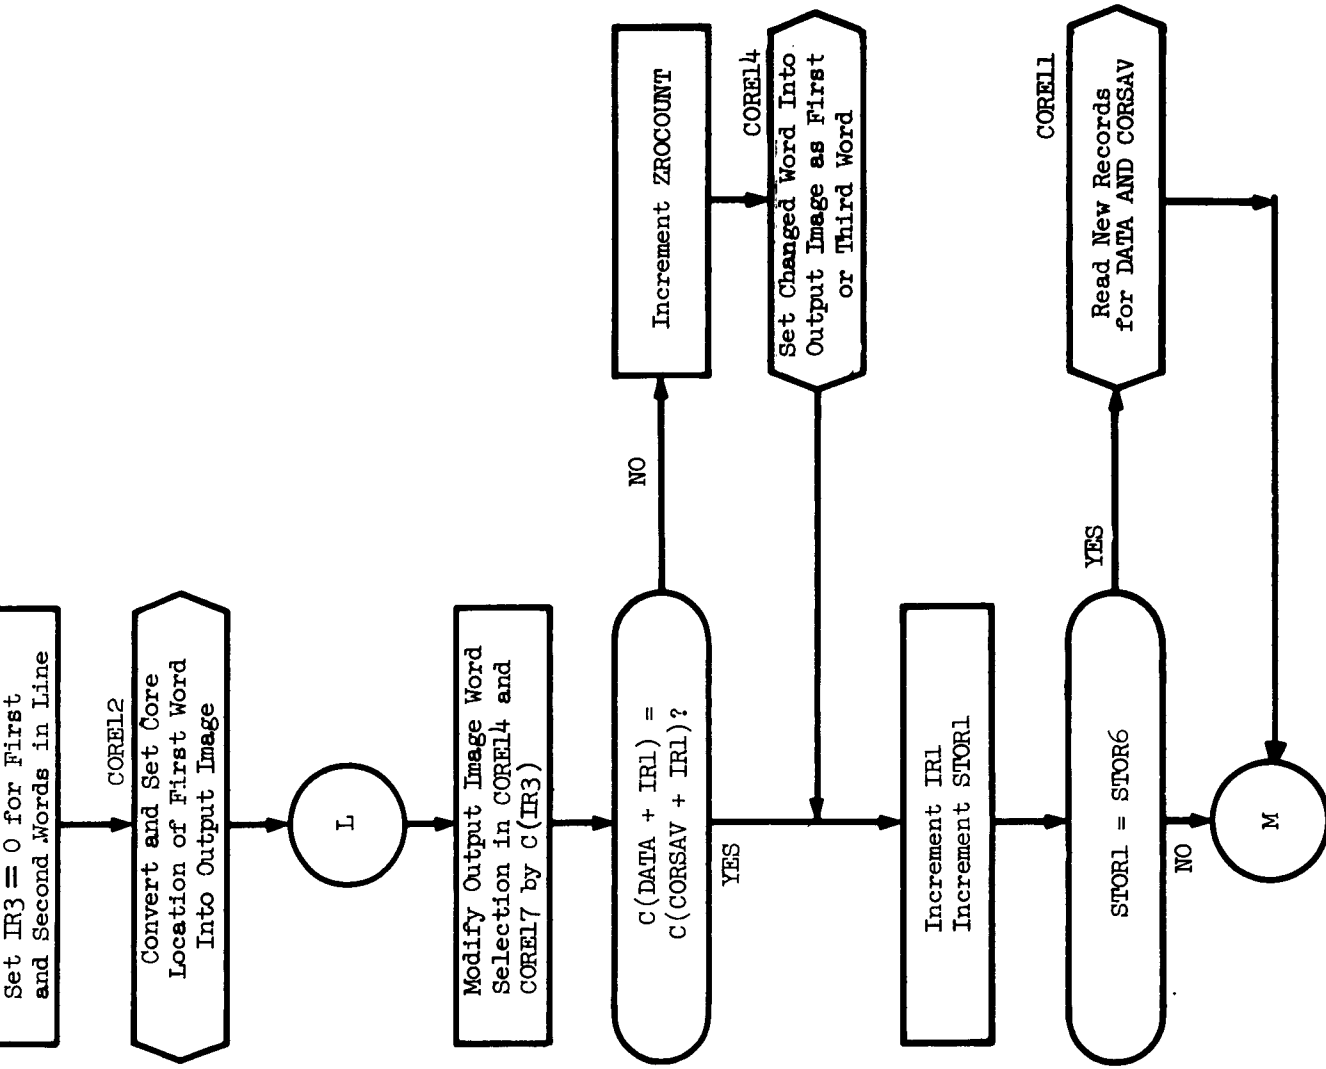 Set IR3 = 0 for First
and Second Words in Line
CORE12
Convert and Set Core
Location of First Word
Into Output Image
L
Modify Output Image Word
Selection in CORE14 and
CORE17 by C(IR3)
C(DATA + IR1) =
C(CORSAV + IR1)?
NO
Increment ZROCOUNT
CORE14
Set Changed Word Into
Output Image as First
or Third Word
YES
Increment IR1
Increment STOR1
STOR1 = STOR6
YES
CORE11
Read New Records
for DATA AND CORSAV
NO
M